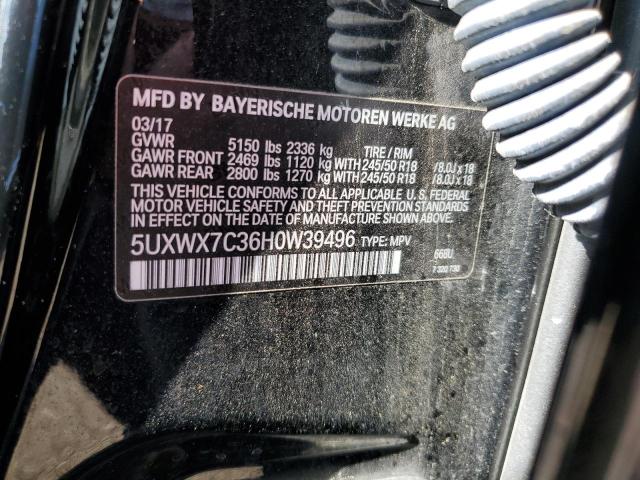 MFD BY BAYERISCHE MOTOREN WERKE AG
03/17
GVWR 5150 lbs 2336 kg TIRE / RIM
GAWR FRONT 2469 lbs 1120 kg WITH 245/50 R18 / 8.0J x 18
GAWR REAR 2800 lbs 1270 kg WITH 245/50 R18 / 8.0J x 18
THIS VEHICLE CONFORMS TO ALL APPLICABLE U. S. FEDERAL
MOTOR VEHICLE SAFETY AND THEFT PREVENTION STANDARDS
IN EFFECT ON THE DATE OF MANUFACTURE SHOWN ABOVE.
5UXWX7C36H0W39496 TYPE: MPV
668U
7 320 730